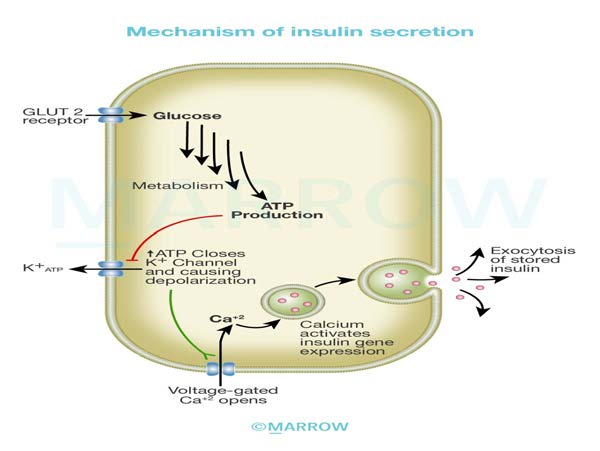 Mechanism of insulin secretion
GLUT 2
receptor
Glucose
Metabolism
MARROW
ATP
Production
K⁺ATP
↑ATP Closes
K⁺ Channel
and causing
depolarization
Exocytosis
of stored
insulin
Ca⁺²
Calcium
activates
insulin gene
expression
Voltage-gated
Ca⁺² opens
©MARROW